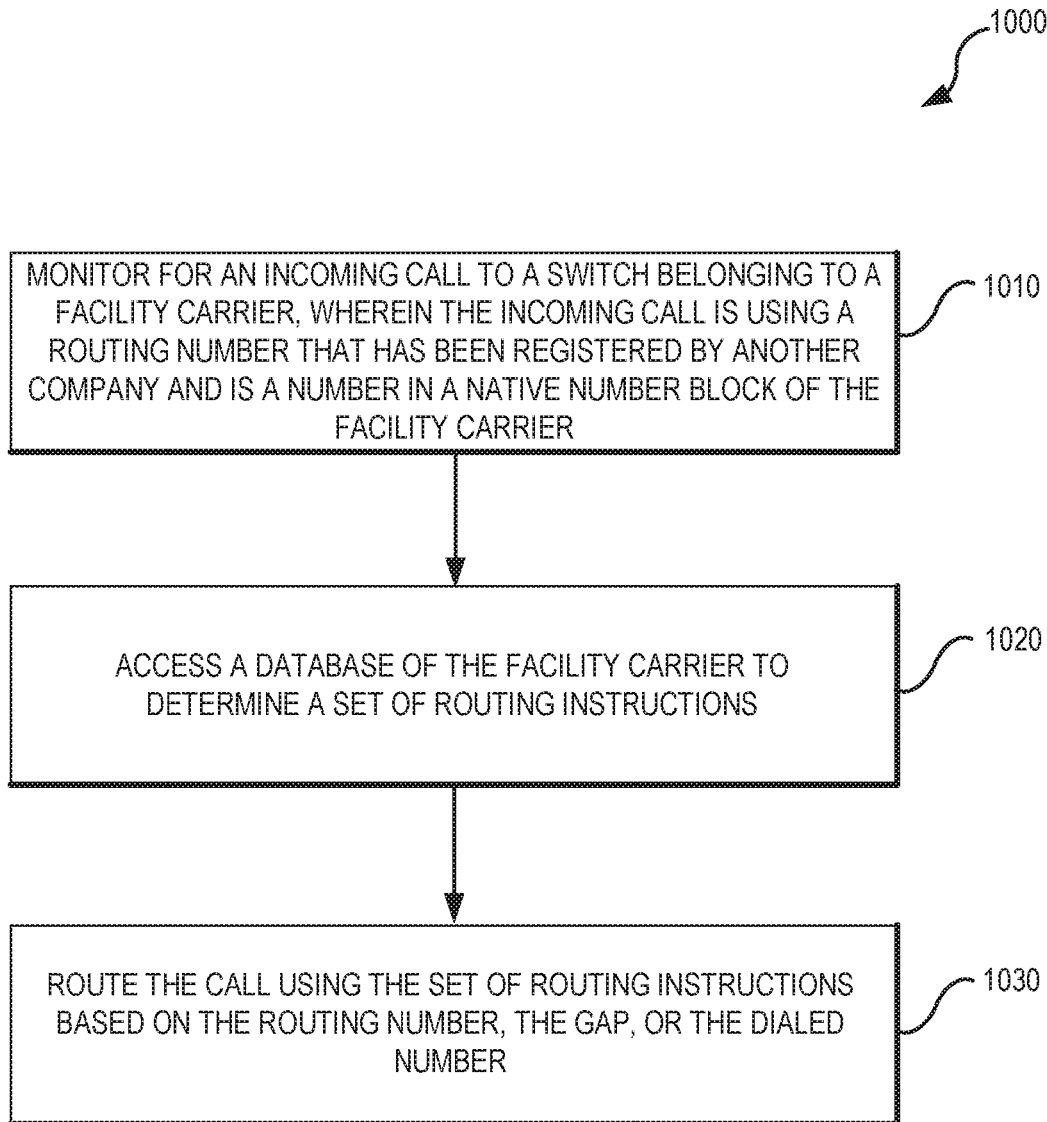 1000
MONITOR FOR AN INCOMING CALL TO A SWITCH BELONGING TO A
FACILITY CARRIER, WHEREIN THE INCOMING CALL IS USING A
ROUTING NUMBER THAT HAS BEEN REGISTERED BY ANOTHER
COMPANY AND IS A NUMBER IN A NATIVE NUMBER BLOCK OF THE
FACILITY CARRIER
1010
ACCESS A DATABASE OF THE FACILITY CARRIER TO
DETERMINE A SET OF ROUTING INSTRUCTIONS
1020
ROUTE THE CALL USING THE SET OF ROUTING INSTRUCTIONS
BASED ON THE ROUTING NUMBER, THE GAP, OR THE DIALED
NUMBER
1030